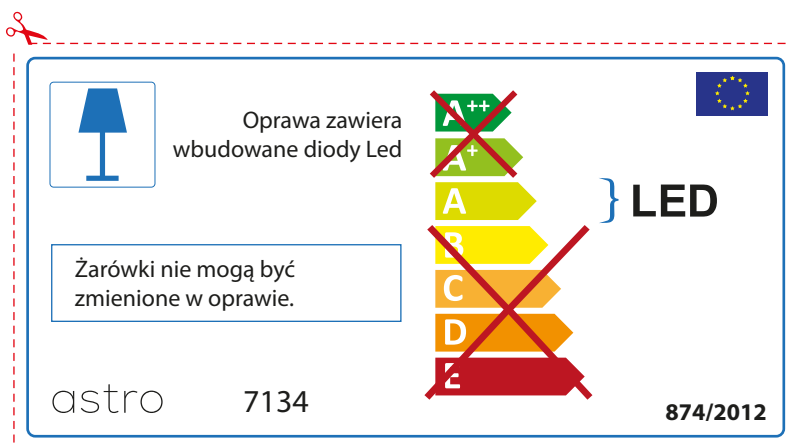 Oprawa zawiera
wbudowane diody Led
Żarówki nie mogą być
zmienione w oprawie.
A++
A+
A
B
C
D
E
LED
astro
7134
874/2012